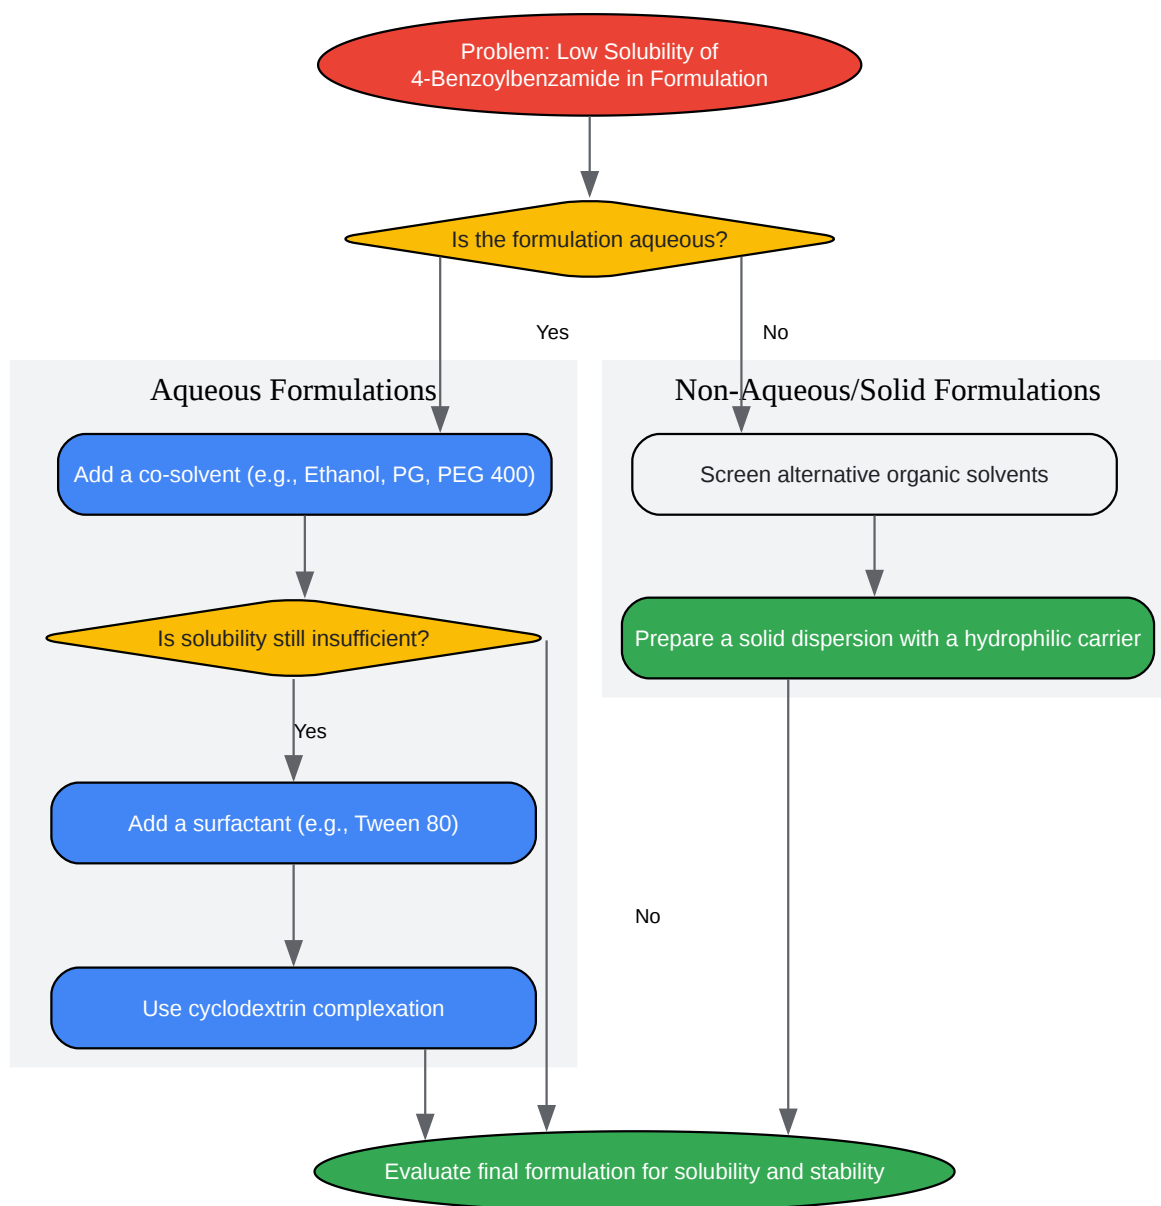 Problem: Low Solubility of
4-Benzoylbenzamide in Formulation
Is the formulation aqueous?
Yes
No
Aqueous Formulations
Non-Aqueous/Solid Formulations
Add a co-solvent (e.g., Ethanol, PG, PEG 400)
Screen alternative organic solvents
Is solubility still insufficient?
Prepare a solid dispersion with a hydrophilic carrier
Yes
Add a surfactant (e.g., Tween 80)
No
Use cyclodextrin complexation
Evaluate final formulation for solubility and stability